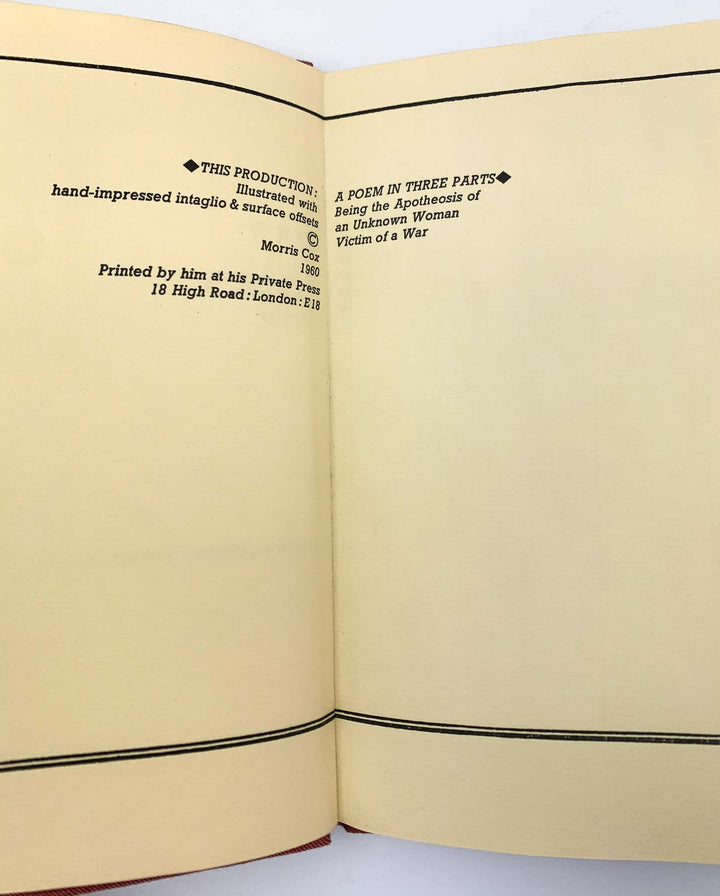 ◆THIS PRODUCTION:
Illustrated with
hand-impressed intaglio & surface offsets
©
Morris Cox
1960
Printed by him at his Private Press
18 High Road: London: E18
A POEM IN THREE PARTS◆
Being the Apotheosis of
an Unknown Woman
Victim of a War